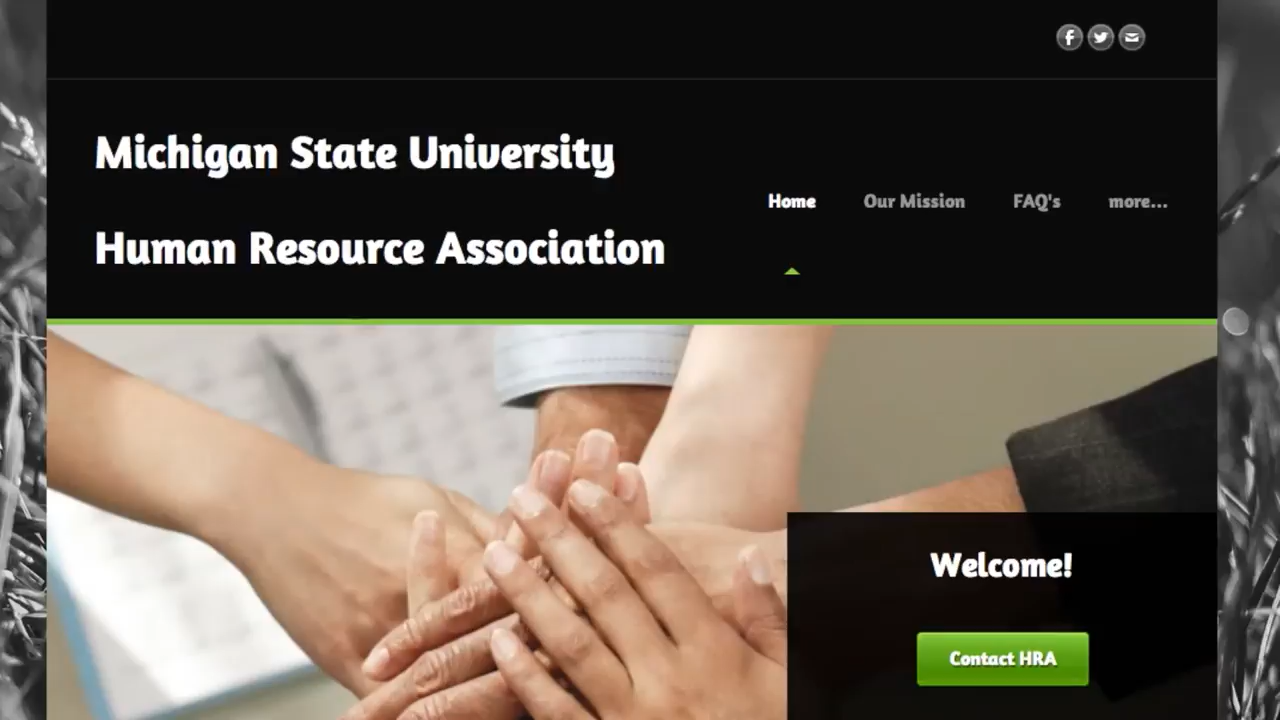 Michigan State University
Human Resource Association
Home Our Mission FAQ's more...
Welcome!
Contact HRA